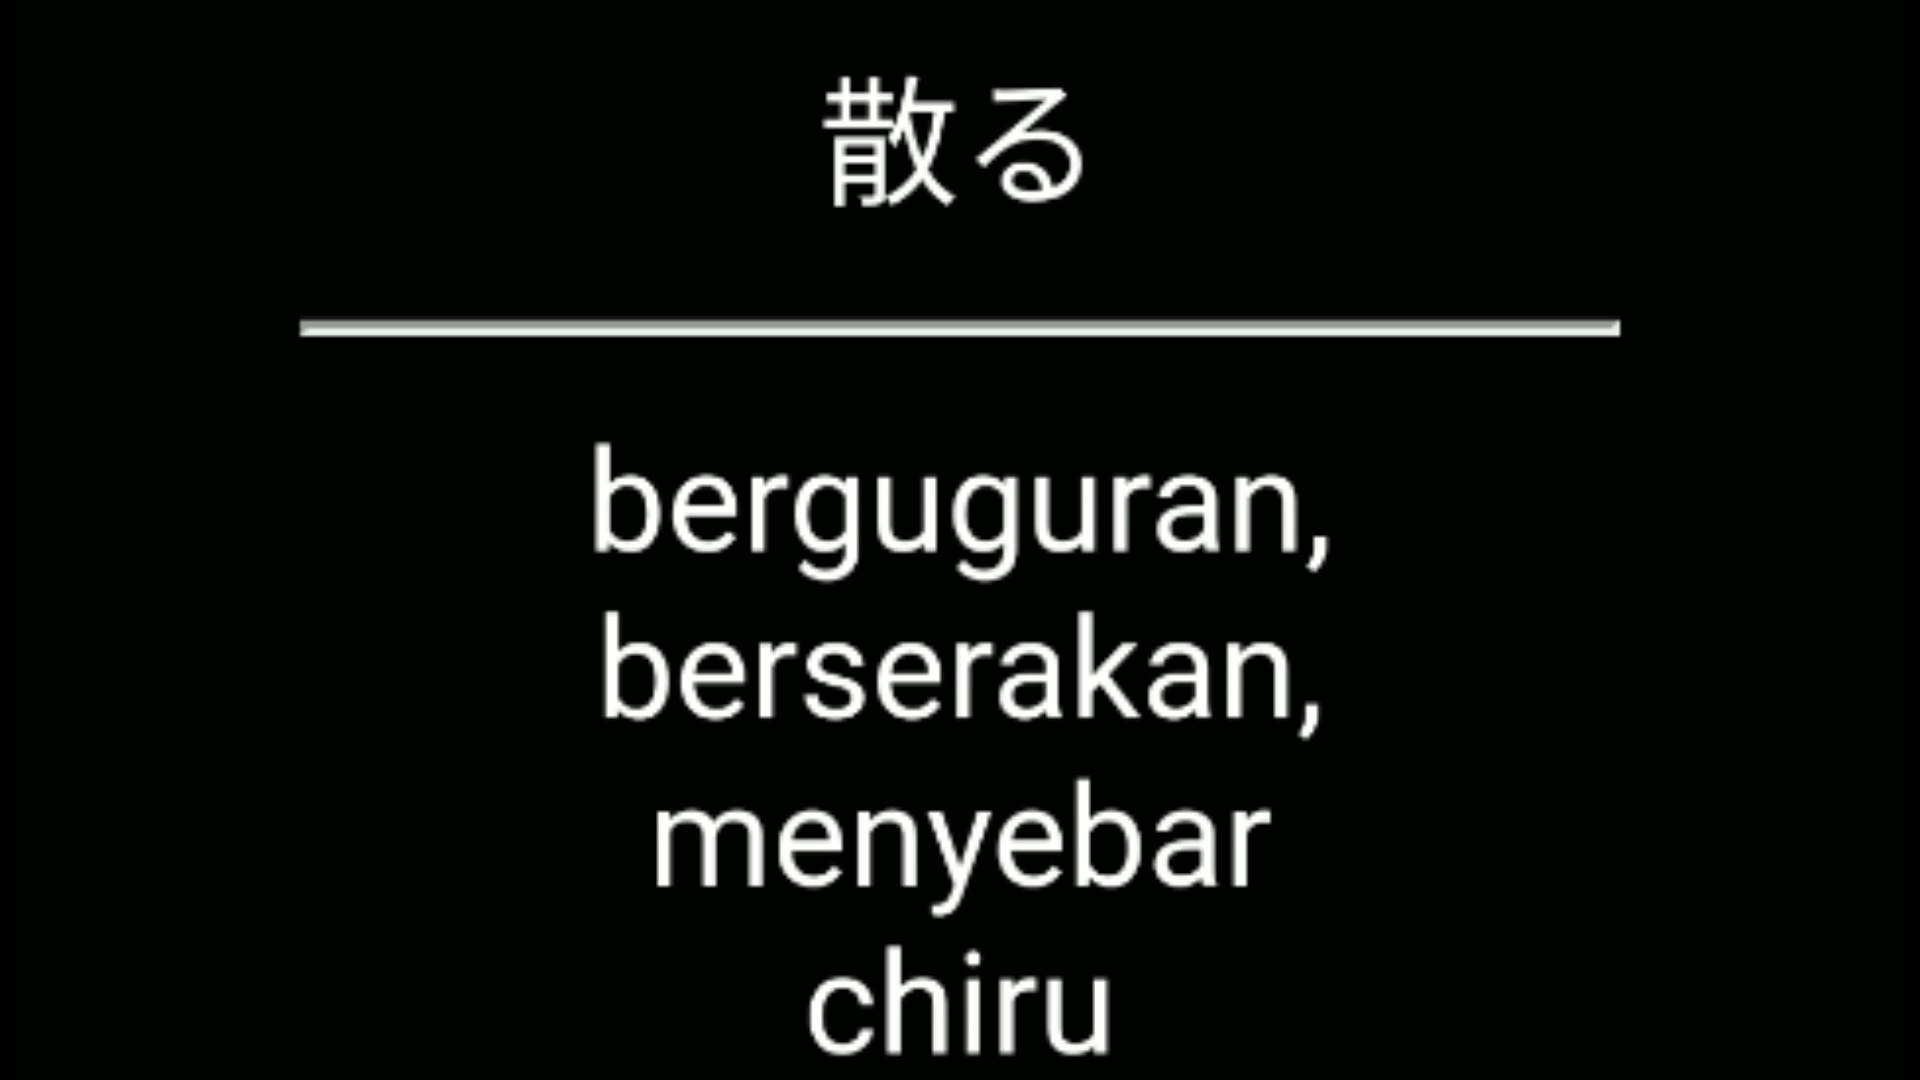 散る
berguguran,
berserakan,
menyebar
chiru